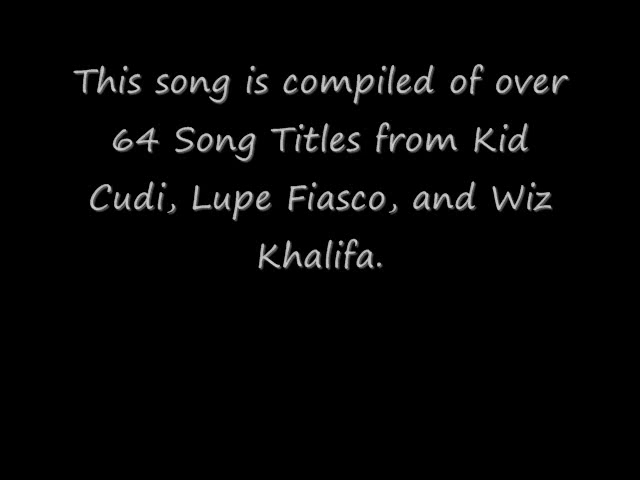 This song is compiled of over
64 Song Titles from Kid
Cudi, Lupe Fiasco, and Wiz
Khalifa.